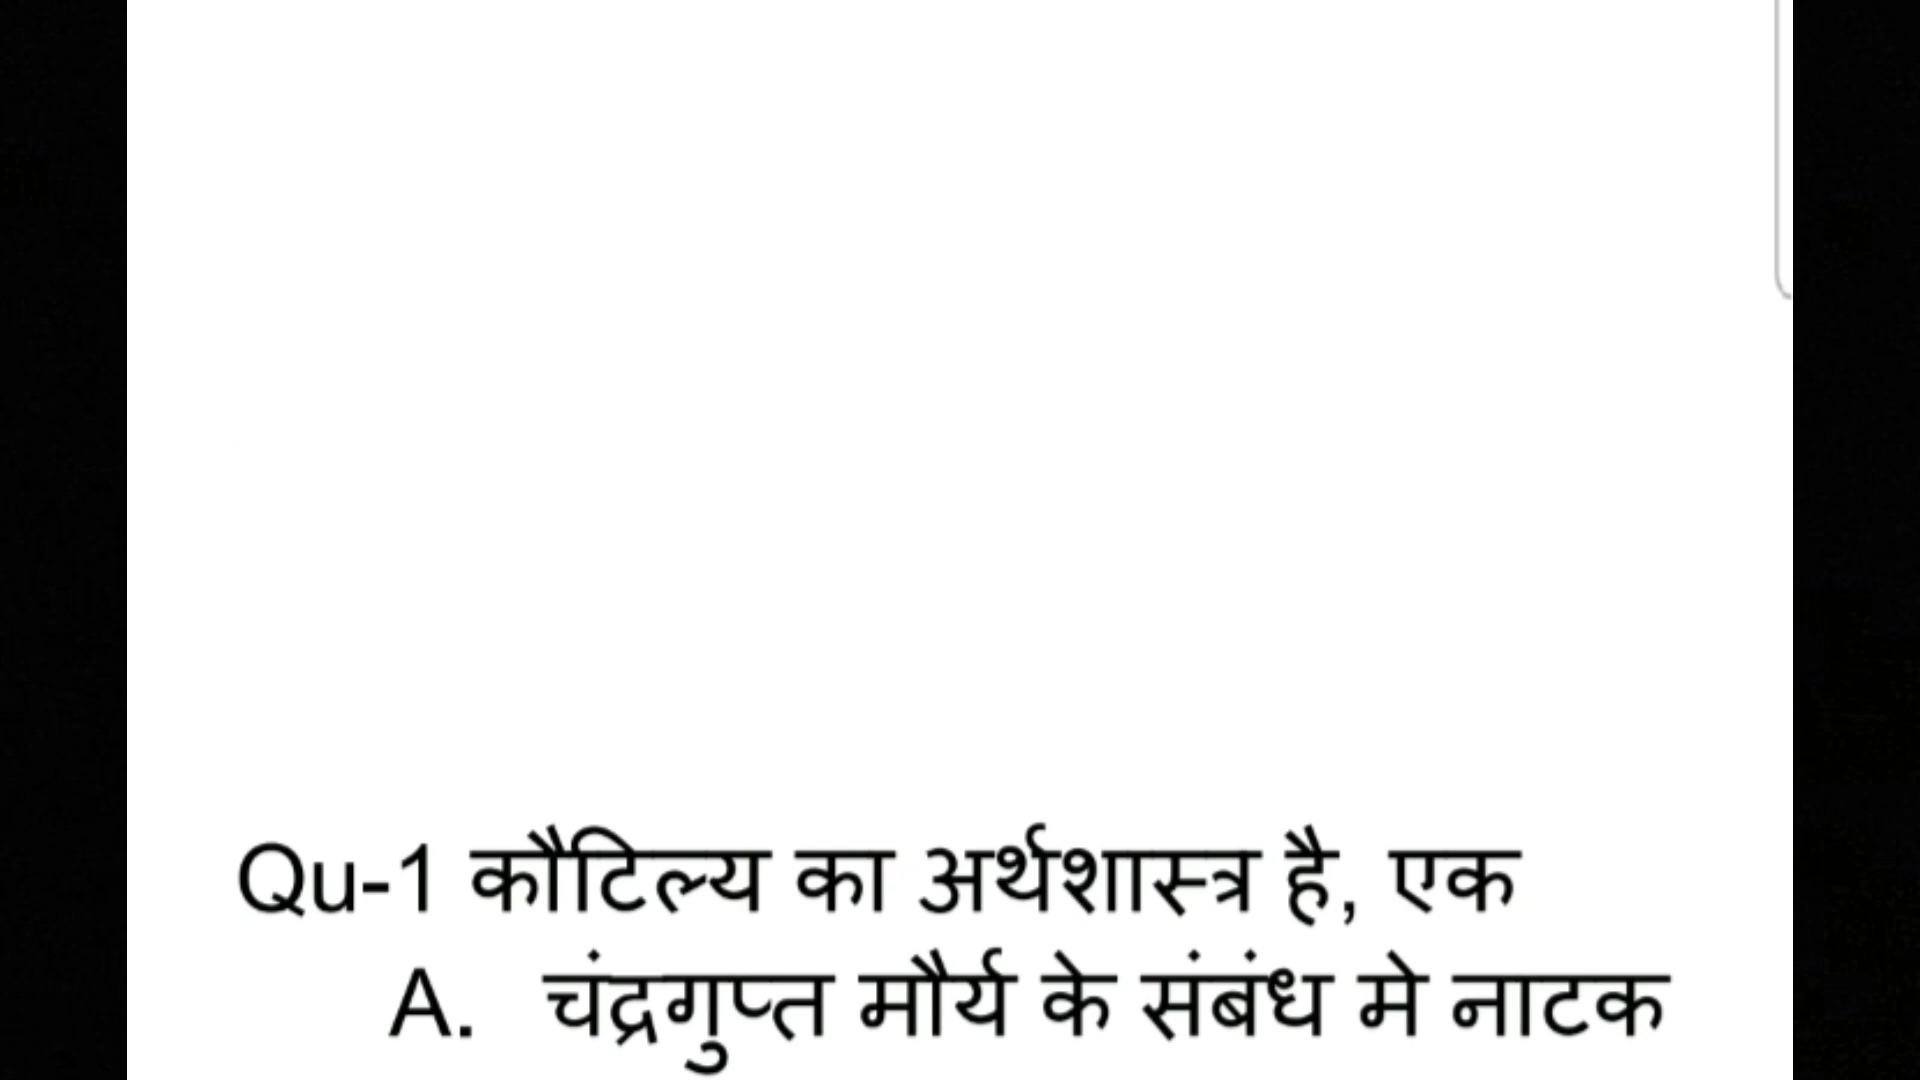 Qu-1 कौटिल्य का अर्थशास्त्र है, एक
A. चंद्रगुप्त मौर्य के संबंध मे नाटक